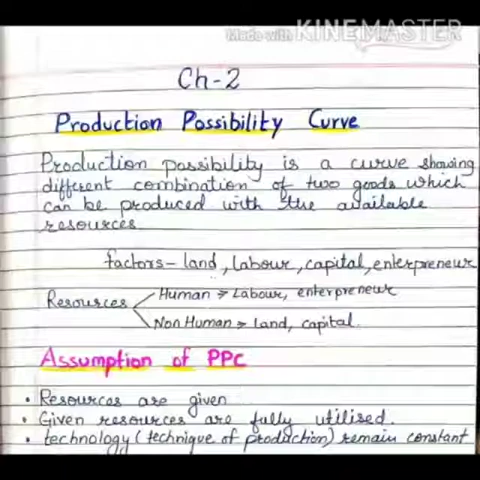 Made with KINEMASTER
Ch-2
Production Possibility Curve
Production possibility is a curve showing
different combination of two goods which
can be produced with the available
resources.
factors - land, labour, capital, enterpreneur
Resources
Human → Labour, enterpreneur
Non Human → land, capital.
Assumption of PPC
• Resources are given
• Given resources are fully utilised.
• technology (technique of production) remain constant